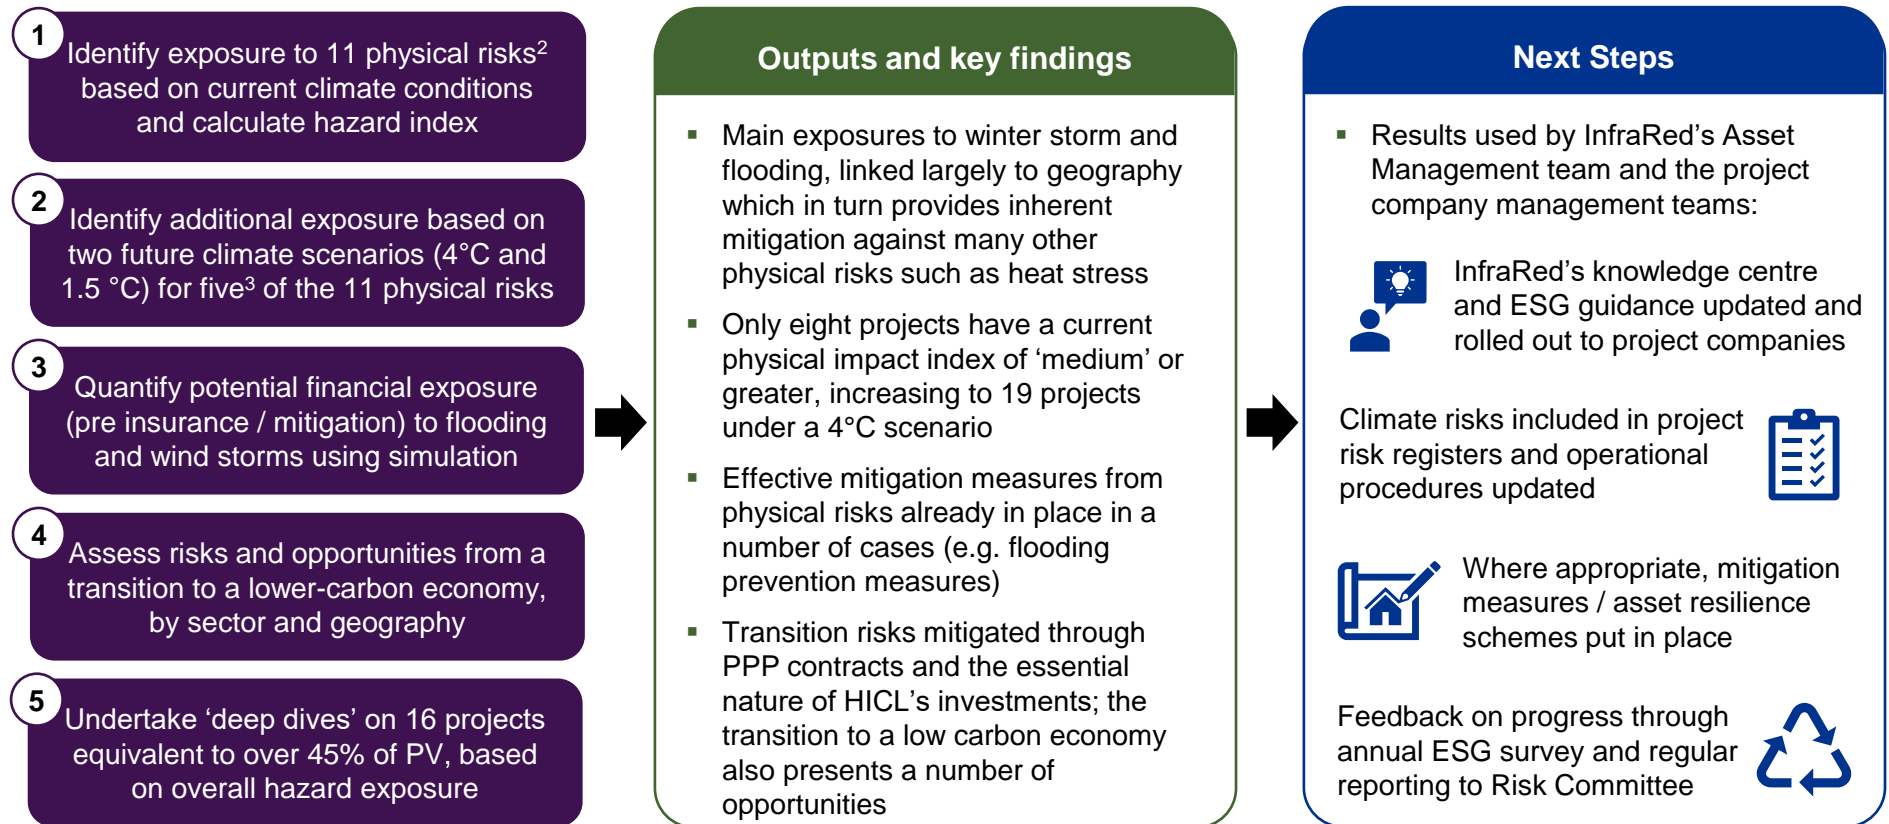 1
Identify exposure to 11 physical risks²
based on current climate conditions
and calculate hazard index
2
Identify additional exposure based on
two future climate scenarios (4°C and
1.5 °C) for five³ of the 11 physical risks
3
Quantify potential financial exposure
(pre insurance / mitigation) to flooding
and wind storms using simulation
4
Assess risks and opportunities from a
transition to a lower-carbon economy,
by sector and geography
5
Undertake ‘deep dives’ on 16 projects
equivalent to over 45% of PV, based
on overall hazard exposure
Outputs and key findings
▪ Main exposures to winter storm and
flooding, linked largely to geography
which in turn provides inherent
mitigation against many other
physical risks such as heat stress
▪ Only eight projects have a current
physical impact index of ‘medium’ or
greater, increasing to 19 projects
under a 4°C scenario
▪ Effective mitigation measures from
physical risks already in place in a
number of cases (e.g. flooding
prevention measures)
▪ Transition risks mitigated through
PPP contracts and the essential
nature of HICL’s investments; the
transition to a low carbon economy
also presents a number of
opportunities
Next Steps
▪ Results used by InfraRed’s Asset
Management team and the project
company management teams:
InfraRed’s knowledge centre
and ESG guidance updated and
rolled out to project companies
Climate risks included in project
risk registers and operational
procedures updated
Where appropriate, mitigation
measures / asset resilience
schemes put in place
Feedback on progress through
annual ESG survey and regular
reporting to Risk Committee